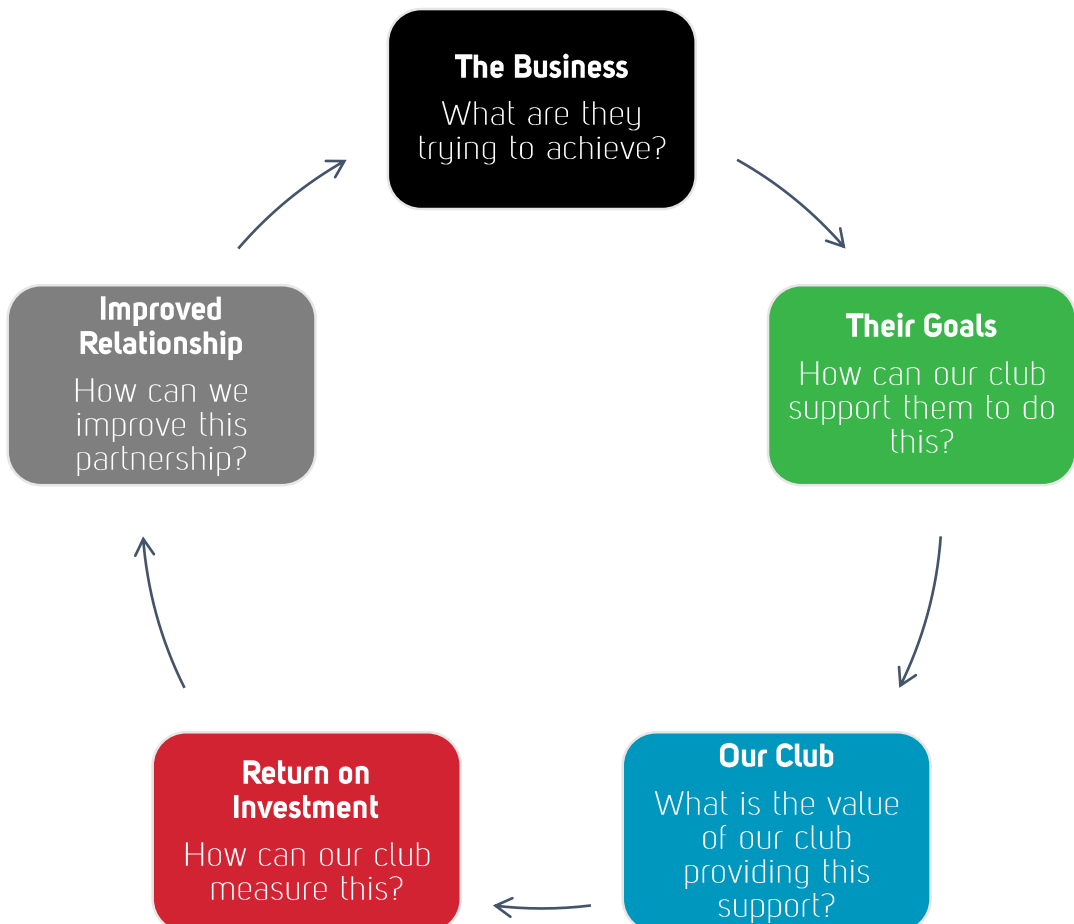 The Business
What are they
trying to achieve?
Their Goals
How can our club
support them to do
this?
Our Club
What is the value
of our club
providing this
support?
Return on
Investment
How can our club
measure this?
Improved
Relationship
How can we
improve this
partnership?